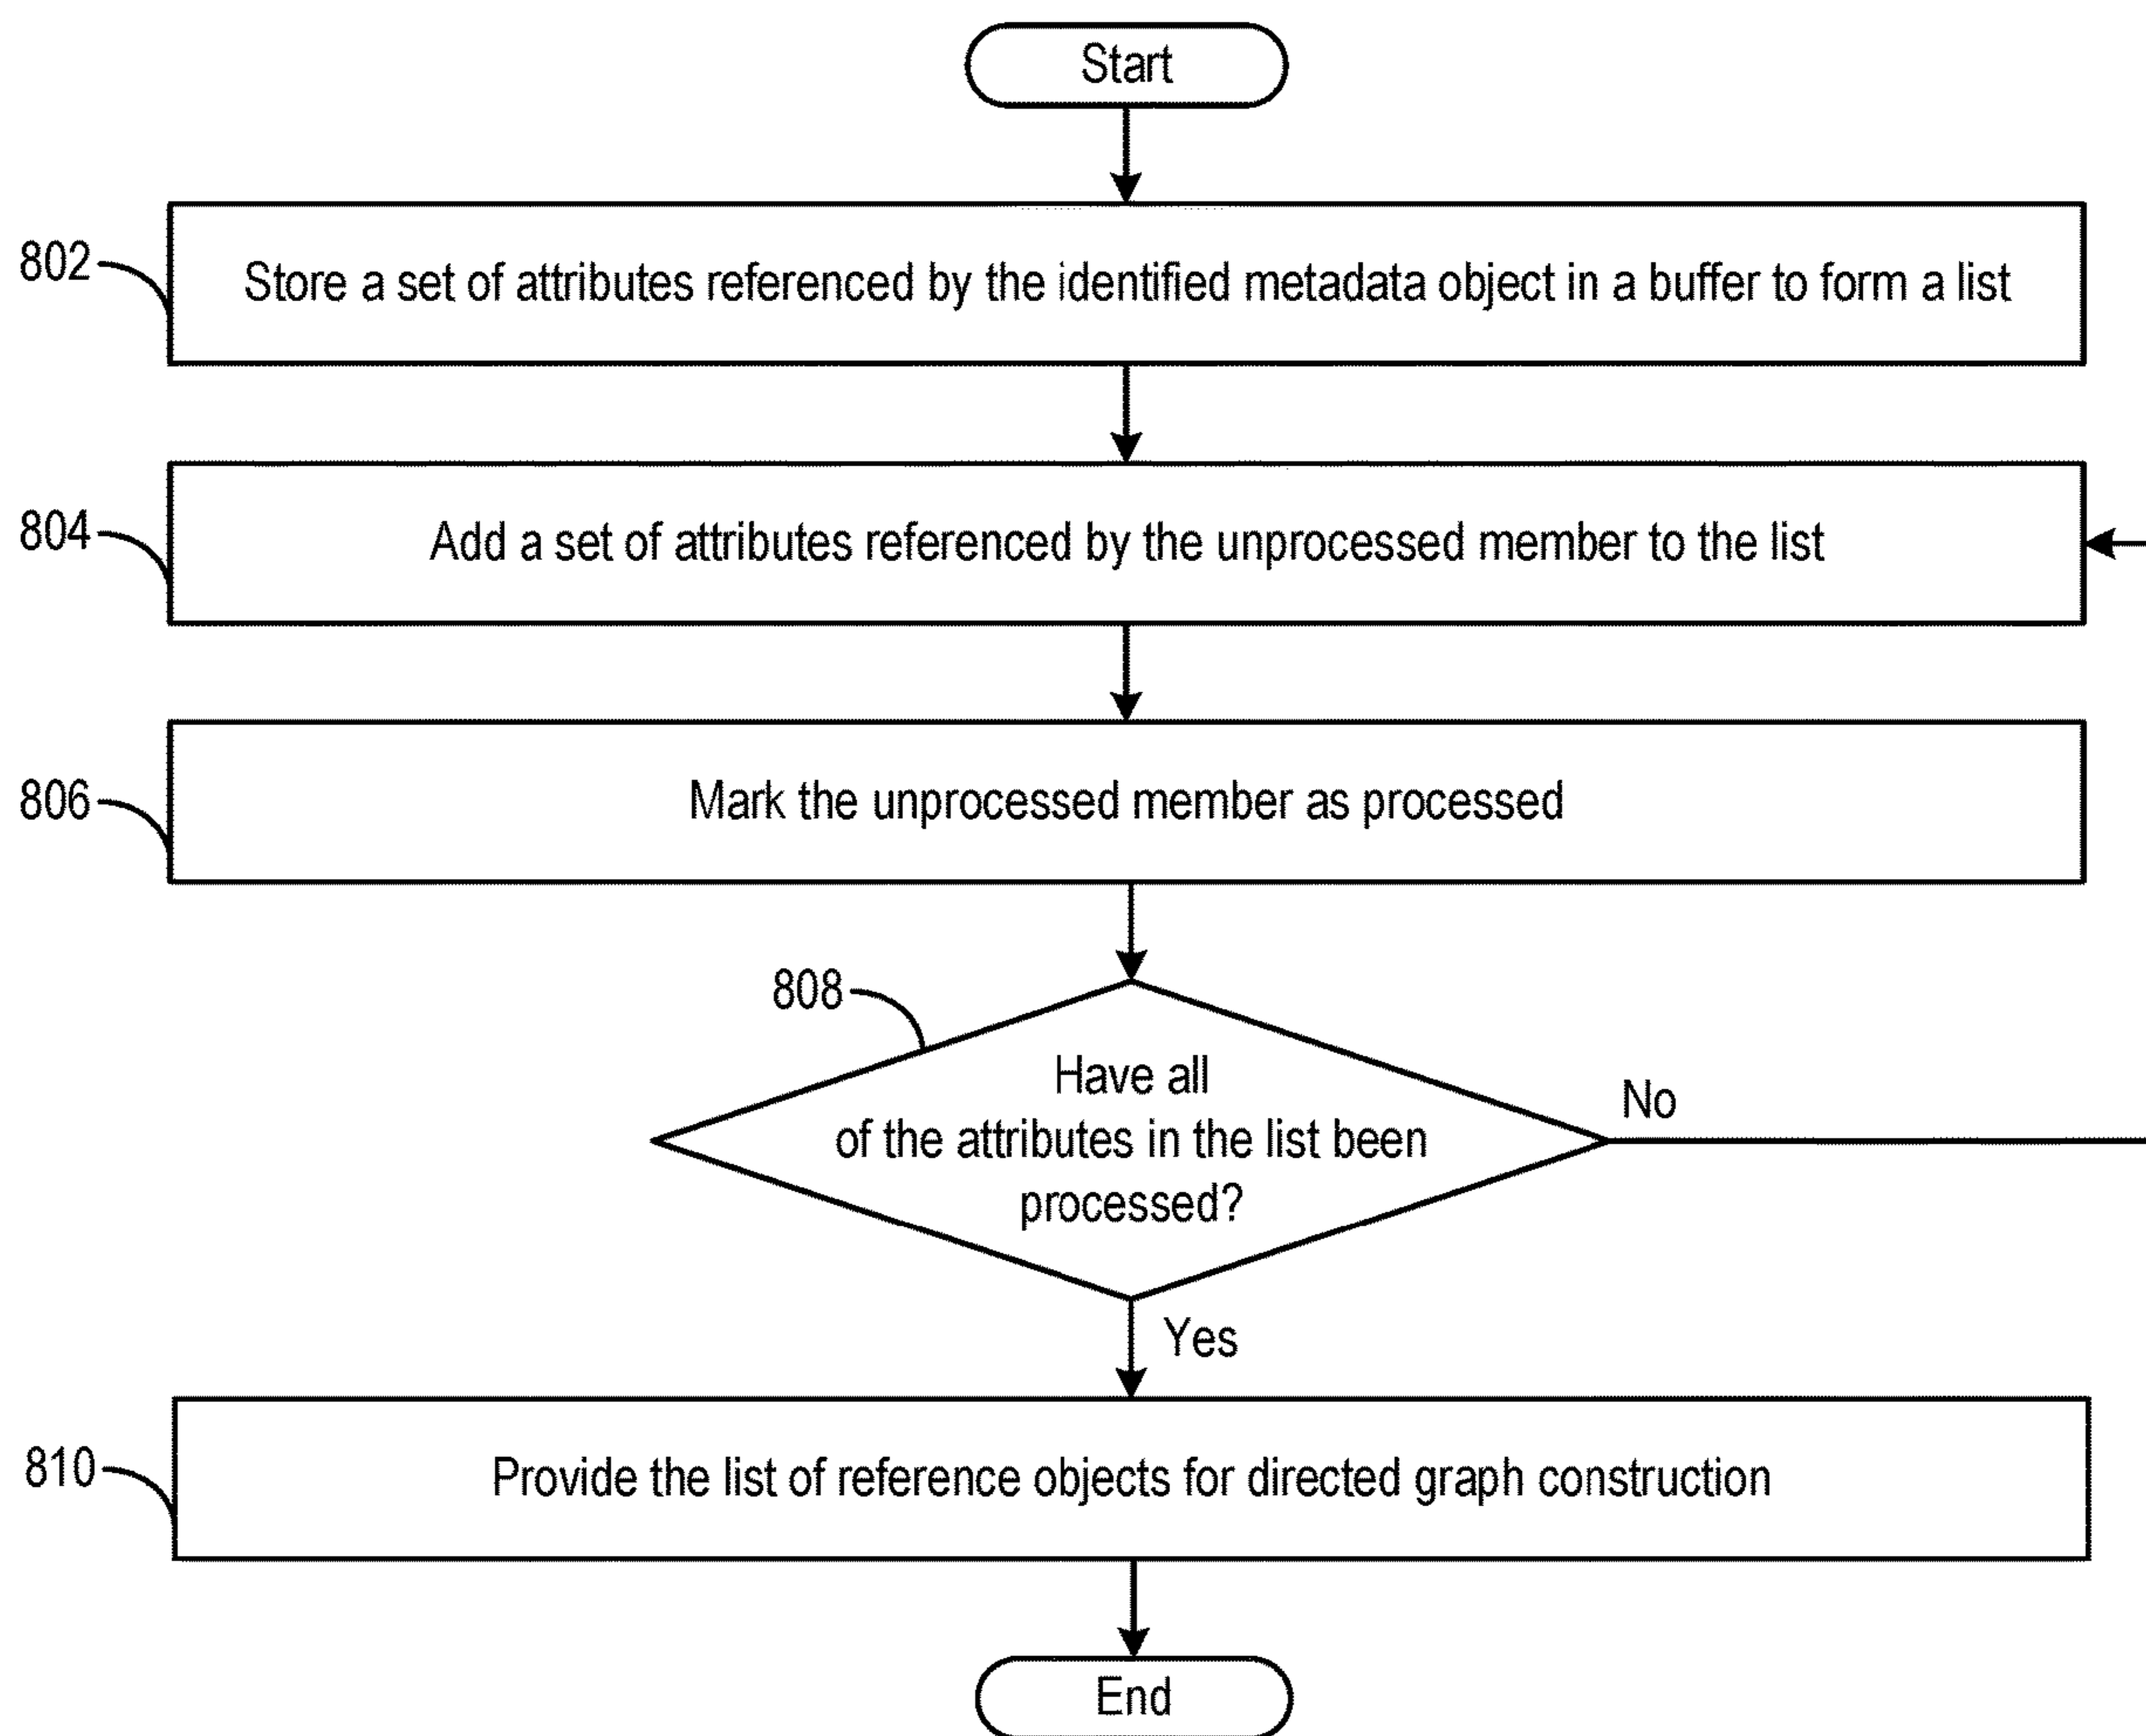 Start
802
Store a set of attributes referenced by the identified metadata object in a buffer to form a list
804
Add a set of attributes referenced by the unprocessed member to the list
806
Mark the unprocessed member as processed
808
Have all
of the attributes in the list been
processed?
No
Yes
810
Provide the list of reference objects for directed graph construction
End